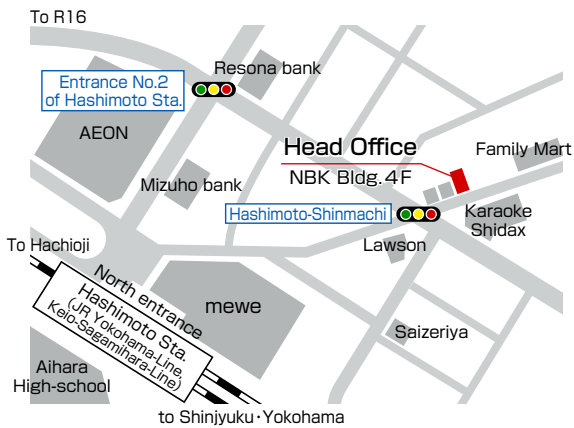 To R16
Resona bank
Entrance No.2
of Hashimoto Sta.
AEON
Head Office
NBK Bldg. 4F
Family Mart
Mizuho bank
Hashimoto-Shinmachi
Karaoke
Shidax
Lawson
To Hachioji
North entrance
Hashimoto Sta.
(JR Yokohama-Line,
Keio-Sagamihara-Line)
mewe
Saizeriya
Aihara
High-school
to Shinjyuku･Yokohama